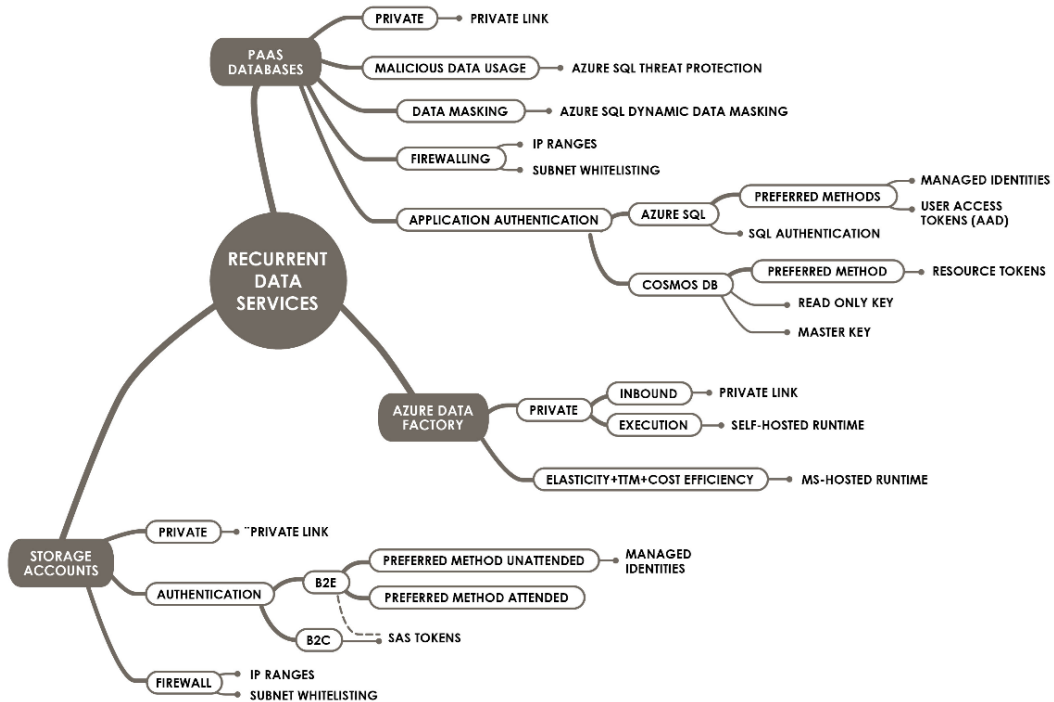 PAAS
DATABASES
PRIVATE
PRIVATE LINK
MALICIOUS DATA USAGE
AZURE SQL THREAT PROTECTION
DATA MASKING
AZURE SQL DYNAMIC DATA MASKING
FIREWALLING
IP RANGES
SUBNET WHITELISTING
APPLICATION AUTHENTICATION
AZURE SQL
PREFERRED METHODS
MANAGED IDENTITIES
USER ACCESS
TOKENS (AAD)
SQL AUTHENTICATION
COSMOS DB
PREFERRED METHOD
RESOURCE TOKENS
READ ONLY KEY
MASTER KEY
RECURRENT
DATA
SERVICES
AZURE DATA
FACTORY
PRIVATE
INBOUND
PRIVATE LINK
EXECUTION
SELF-HOSTED RUNTIME
ELASTICITY+TTM+COST EFFICIENCY
MS-HOSTED RUNTIME
STORAGE
ACCOUNTS
PRIVATE
¨PRIVATE LINK
AUTHENTICATION
B2E
PREFERRED METHOD UNATTENDED
MANAGED
IDENTITIES
PREFERRED METHOD ATTENDED
B2C
SAS TOKENS
FIREWALL
IP RANGES
SUBNET WHITELISTING